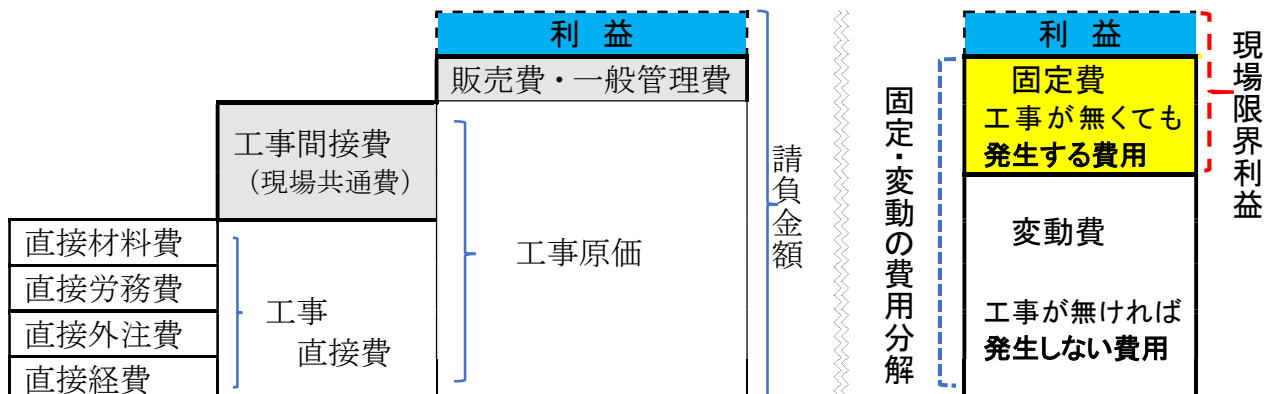 利 益
販売費・一般管理費
工事間接費
（現場共通費）
直接材料費
直接労務費
直接外注費
直接経費
工事
直接費
工事原価
請負金額
固定・変動の費用分解
利 益
固定費
工事が無くても
発生する費用
変動費
工事が無ければ
発生しない費用
現場限界利益